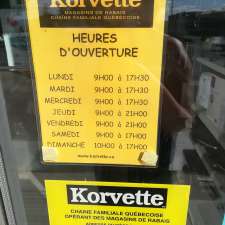 Korvette
MAGASINS DE RABAIS
CHAINE FAMILIALE QUÉBÉCOISE
HEURES
D'OUVERTURE
LUNDI 9H00 à 17H30
MARDI 9H00 à 17H30
MERCREDI 9H00 à 17H30
JEUDI 9H00 à 21H00
VENDREDI 9H00 à 21H00
SAMEDI 9H00 à 17H00
DIMANCHE 10H00 à 17H00
www.korvette.ca
Korvette
CHAINE FAMILIALE QUÉBÉCOISE
OPÉRANT DES MAGASINS DE RABAIS